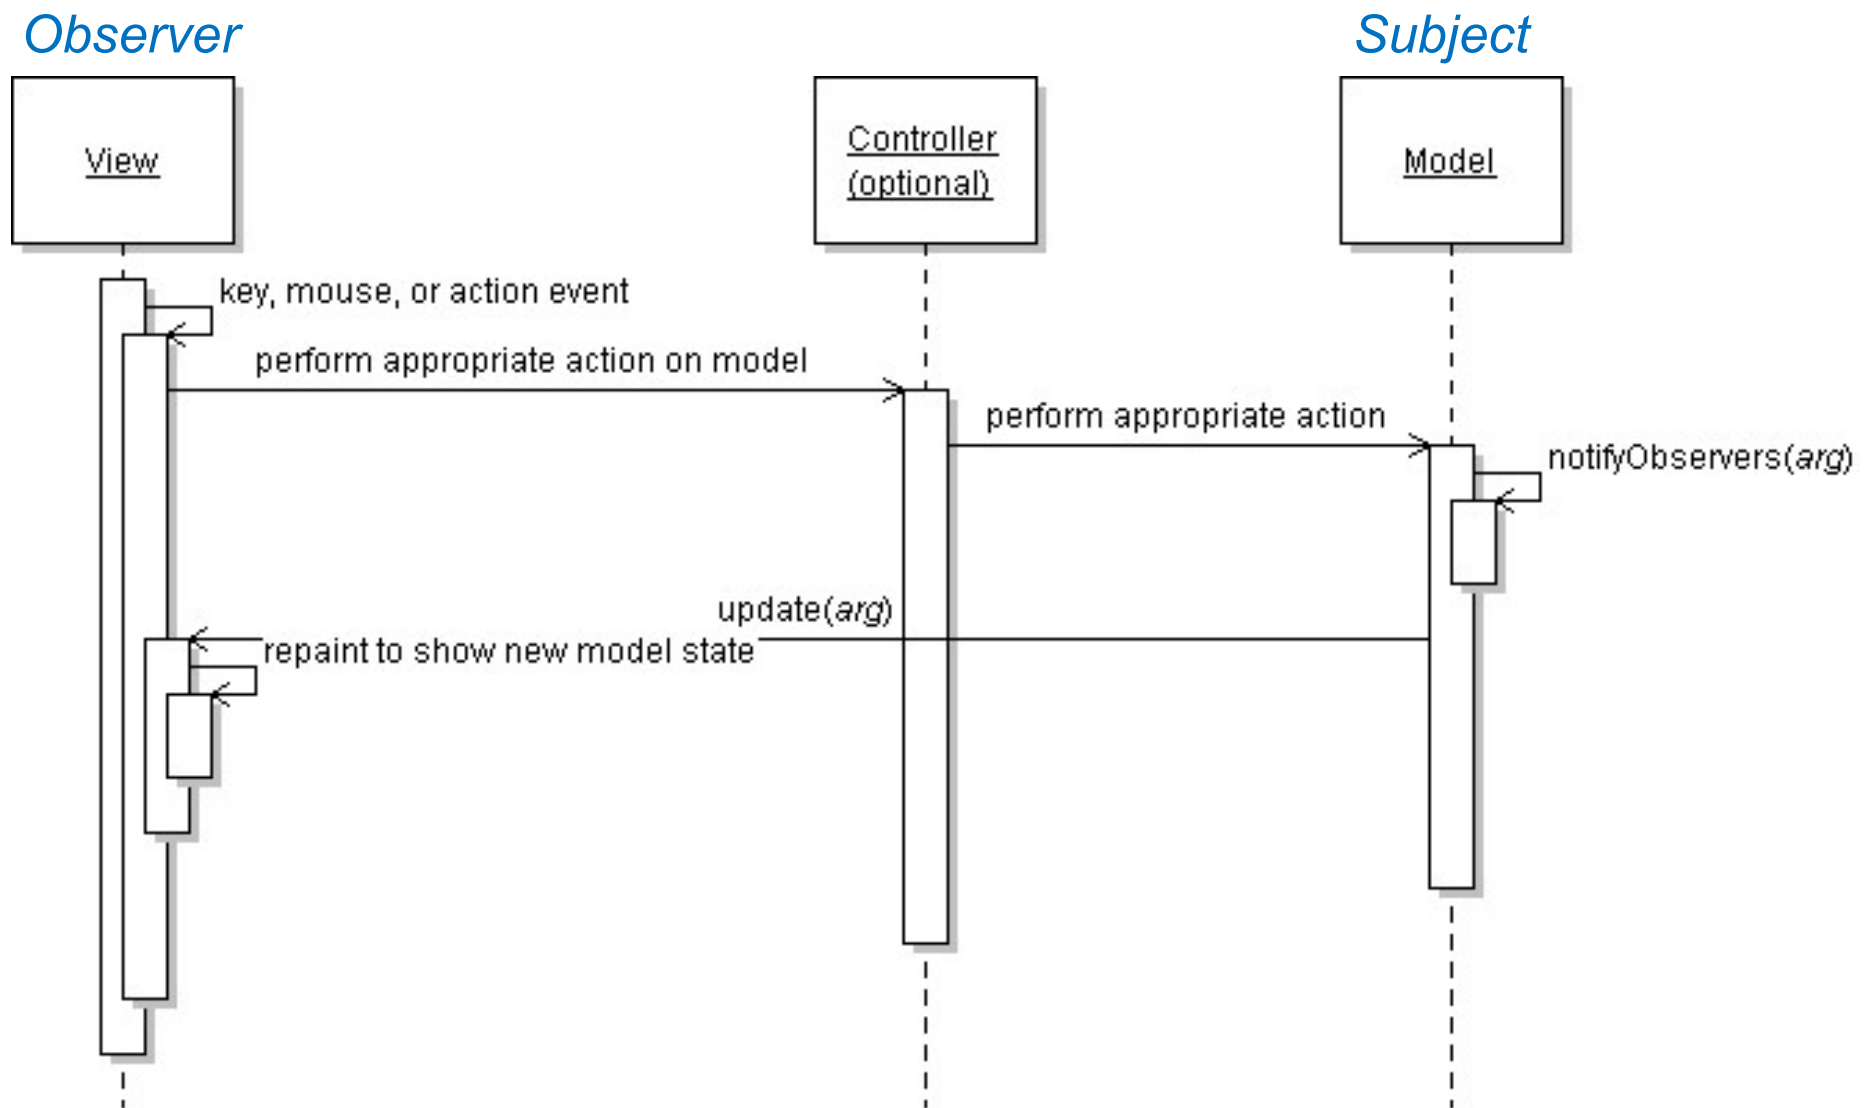 Observer
Subject
View
Controller
(optional)
Model
key, mouse, or action event
perform appropriate action on model
perform appropriate action
notifyObservers(arg)
update(arg)
repaint to show new model state